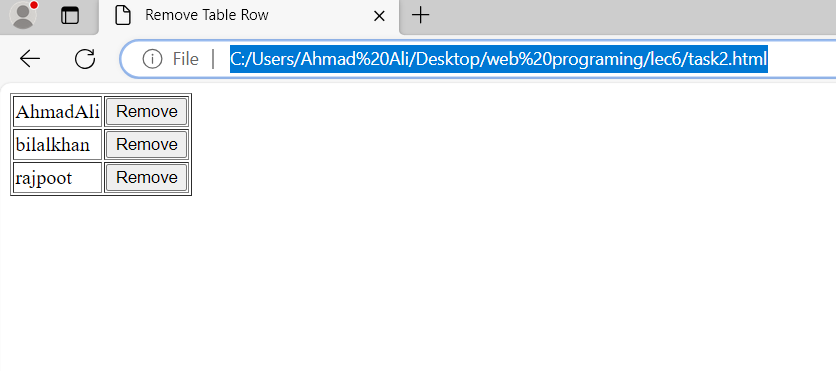 Remove Table Row
File | C:/Users/Ahmad%20Ali/Desktop/web%20programing/lec6/task2.html
AhmadAli Remove
bilalkhan Remove
rajpoot Remove